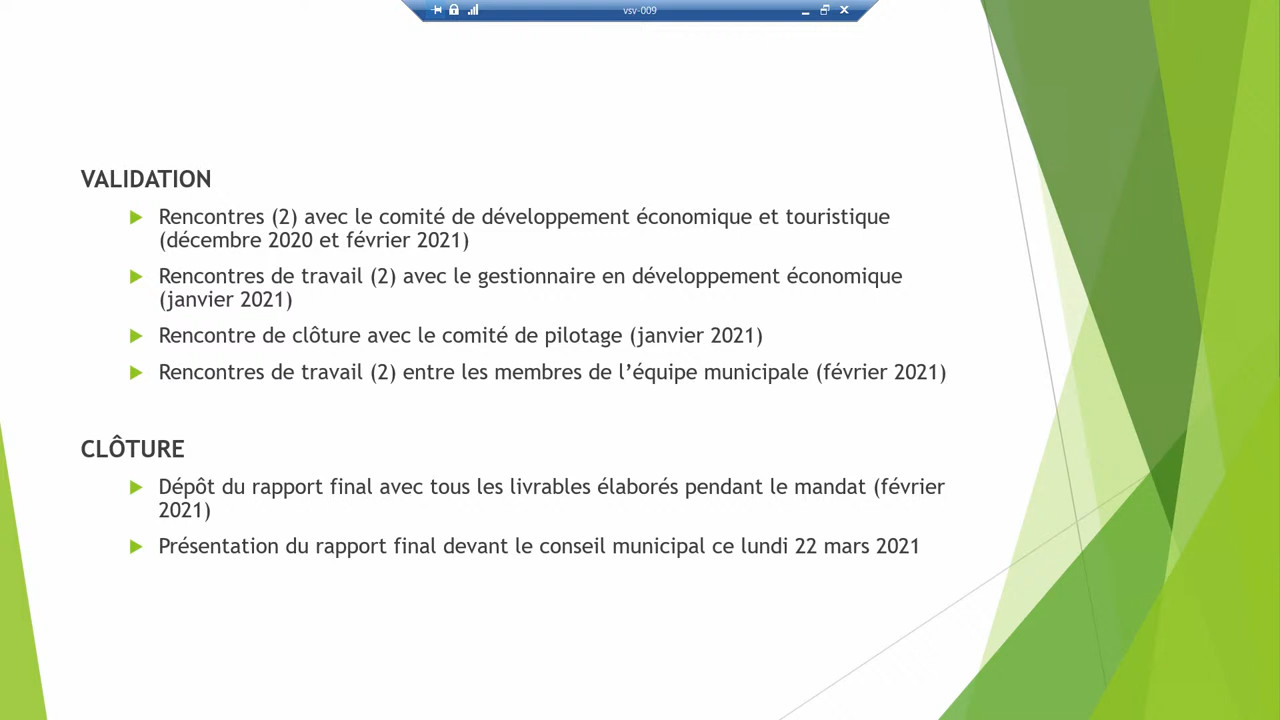 vsv-009
VALIDATION
Rencontres (2) avec le comité de développement économique et touristique
(décembre 2020 et février 2021)
Rencontres de travail (2) avec le gestionnaire en développement économique
(janvier 2021)
Rencontre de clôture avec le comité de pilotage (janvier 2021)
Rencontres de travail (2) entre les membres de l’équipe municipale (février 2021)
CLÔTURE
Dépôt du rapport final avec tous les livrables élaborés pendant le mandat (février
2021)
Présentation du rapport final devant le conseil municipal ce lundi 22 mars 2021